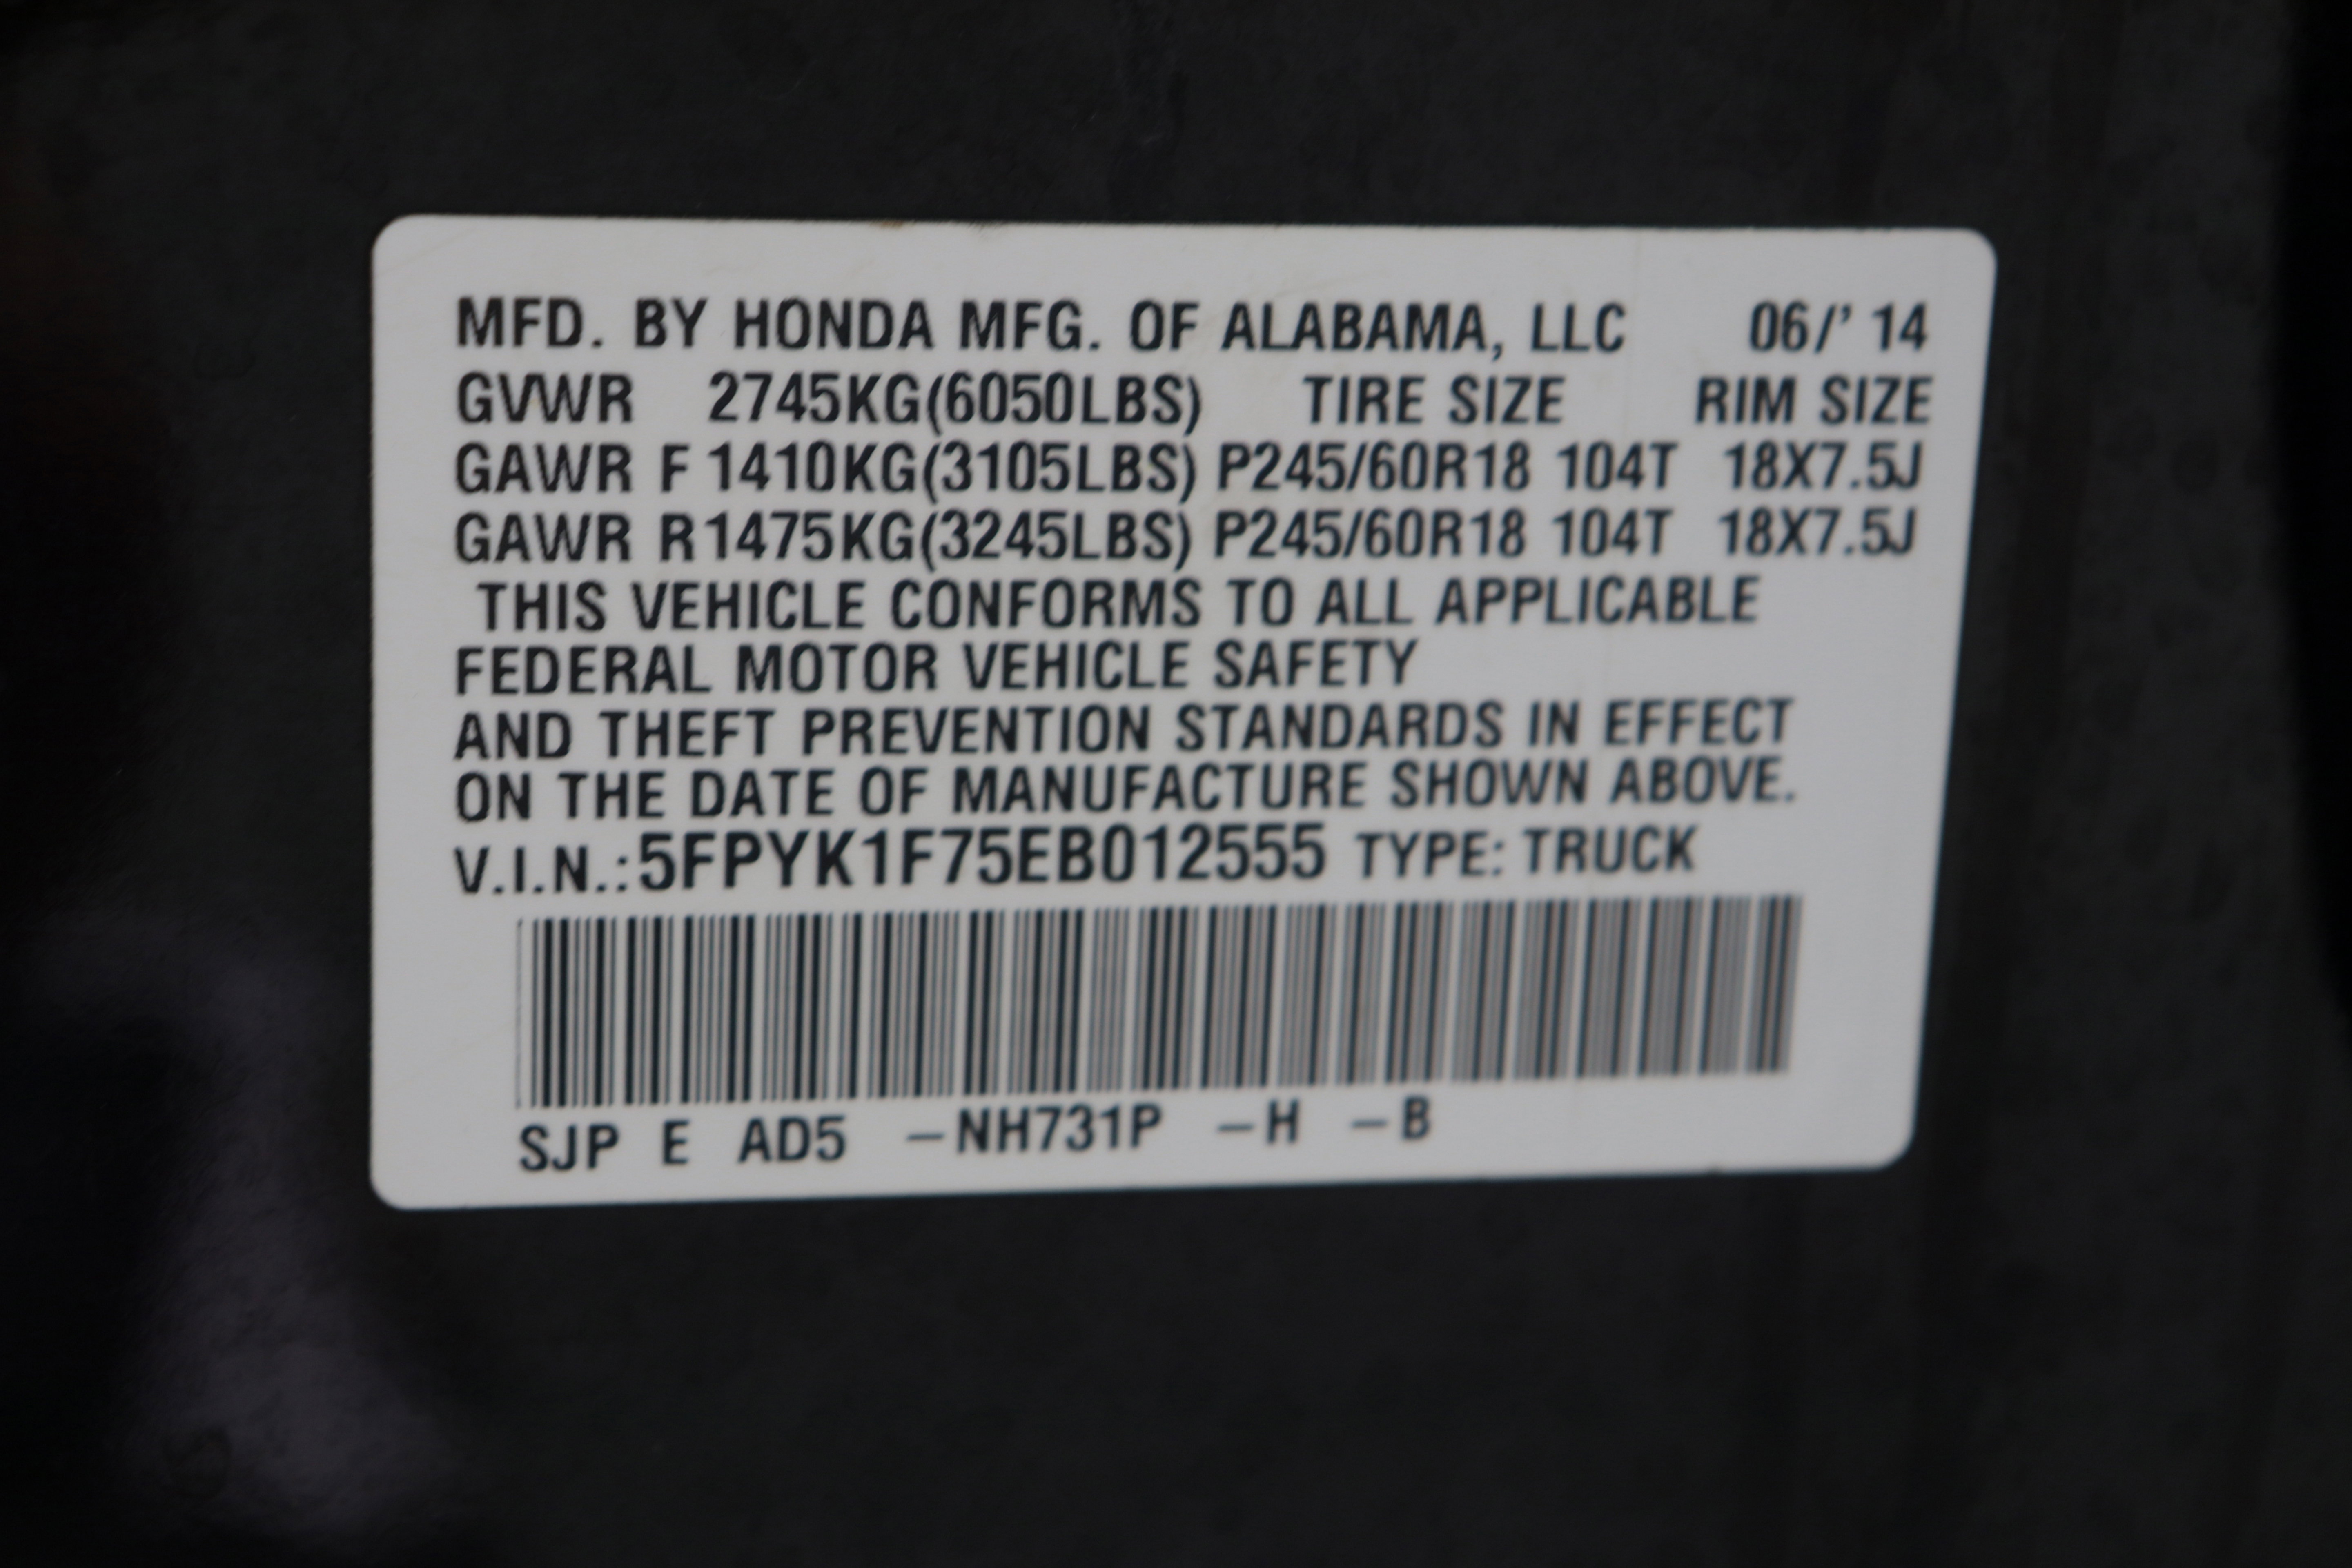 MFD. BY HONDA MFG. OF ALABAMA, LLC 06/' 14
GVWR 2745KG(6050LBS) TIRE SIZE RIM SIZE
GAWR F 1410KG(3105LBS) P245/60R18 104T 18X7.5J
GAWR R 1475KG(3245LBS) P245/60R18 104T 18X7.5J
THIS VEHICLE CONFORMS TO ALL APPLICABLE
FEDERAL MOTOR VEHICLE SAFETY
AND THEFT PREVENTION STANDARDS IN EFFECT
ON THE DATE OF MANUFACTURE SHOWN ABOVE.
V.I.N.: 5FPYK1F75EB012555 TYPE: TRUCK
SJP E AD5 –NH731P –H –B